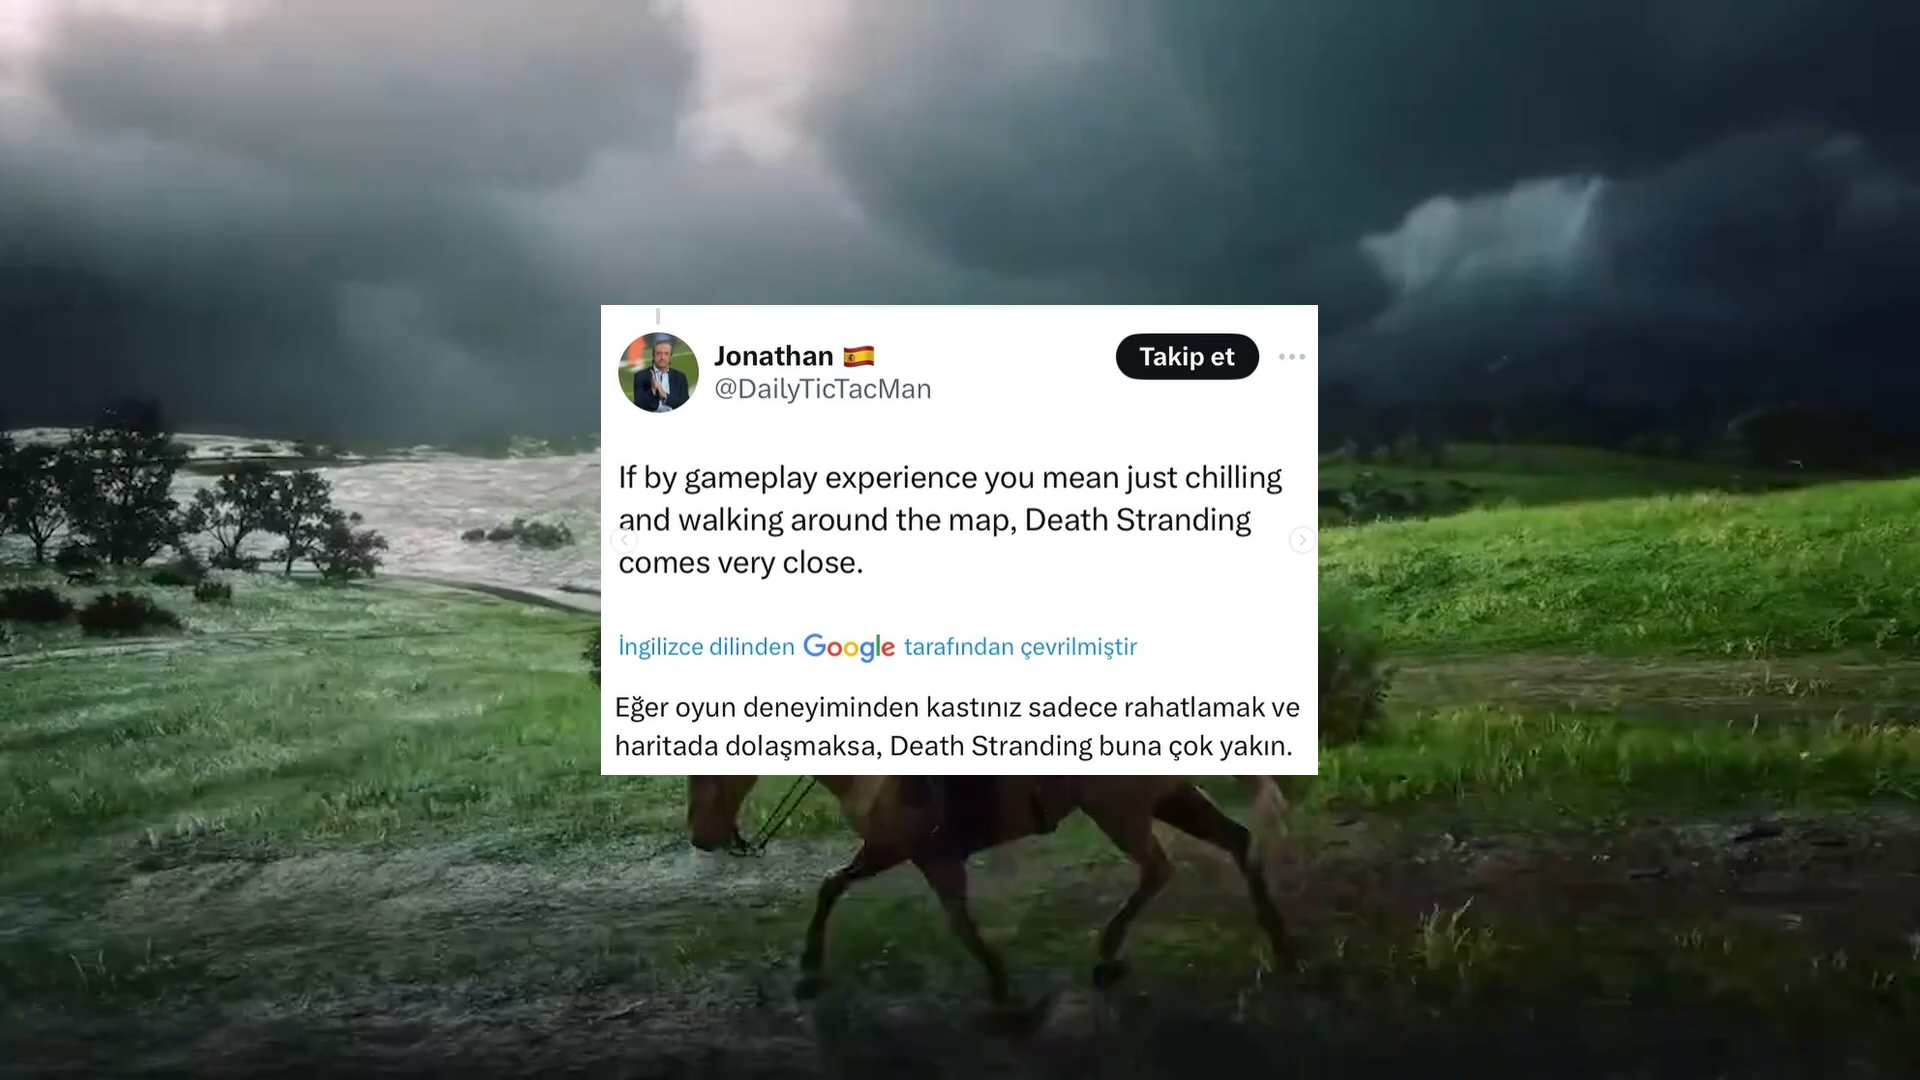 Jonathan 🇪🇸
Takip et
@DailyTicTacMan
If by gameplay experience you mean just chilling
and walking around the map, Death Stranding
comes very close.
İngilizce dilinden Google tarafından çevrilmiştir
Eğer oyun deneyiminden kastınız sadece rahatlamak ve
haritada dolaşmaksa, Death Stranding buna çok yakın.